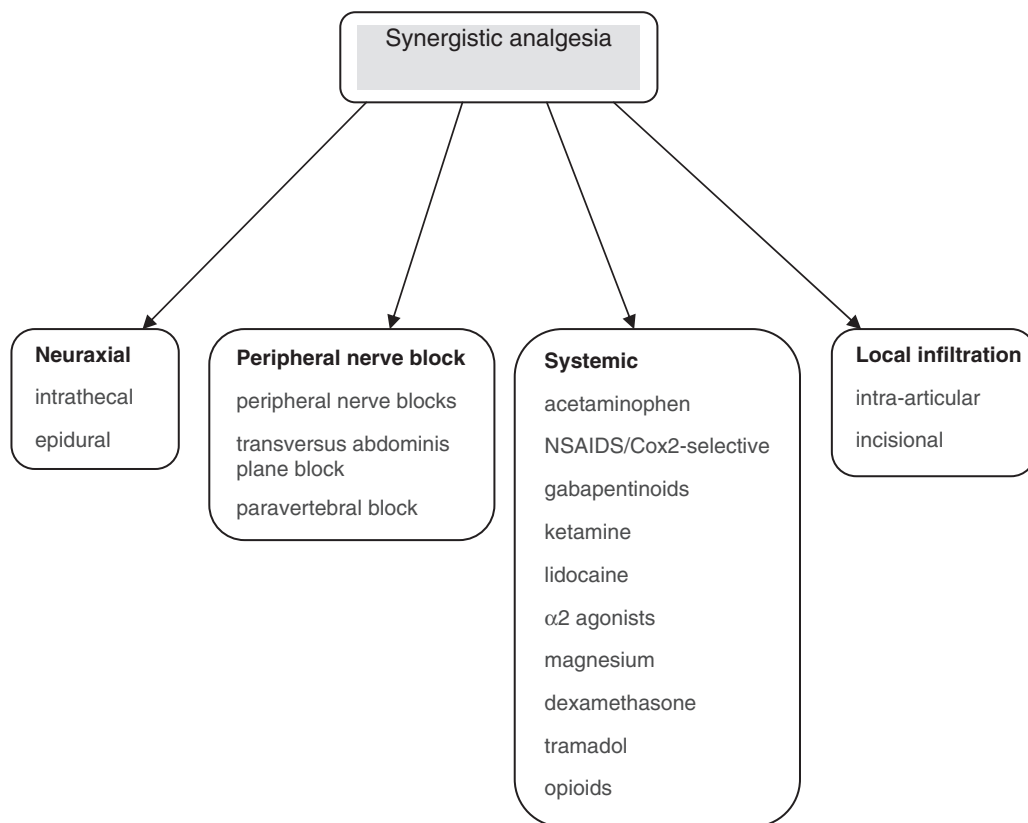 Synergistic analgesia
Neuraxial
intrathecal
epidural
Peripheral nerve block
peripheral nerve blocks
transversus abdominis
plane block
paravertebral block
Systemic
acetaminophen
NSAIDS/Cox2-selective
gabapentinoids
ketamine
lidocaine
α2 agonists
magnesium
dexamethasone
tramadol
opioids
Local infiltration
intra-articular
incisional